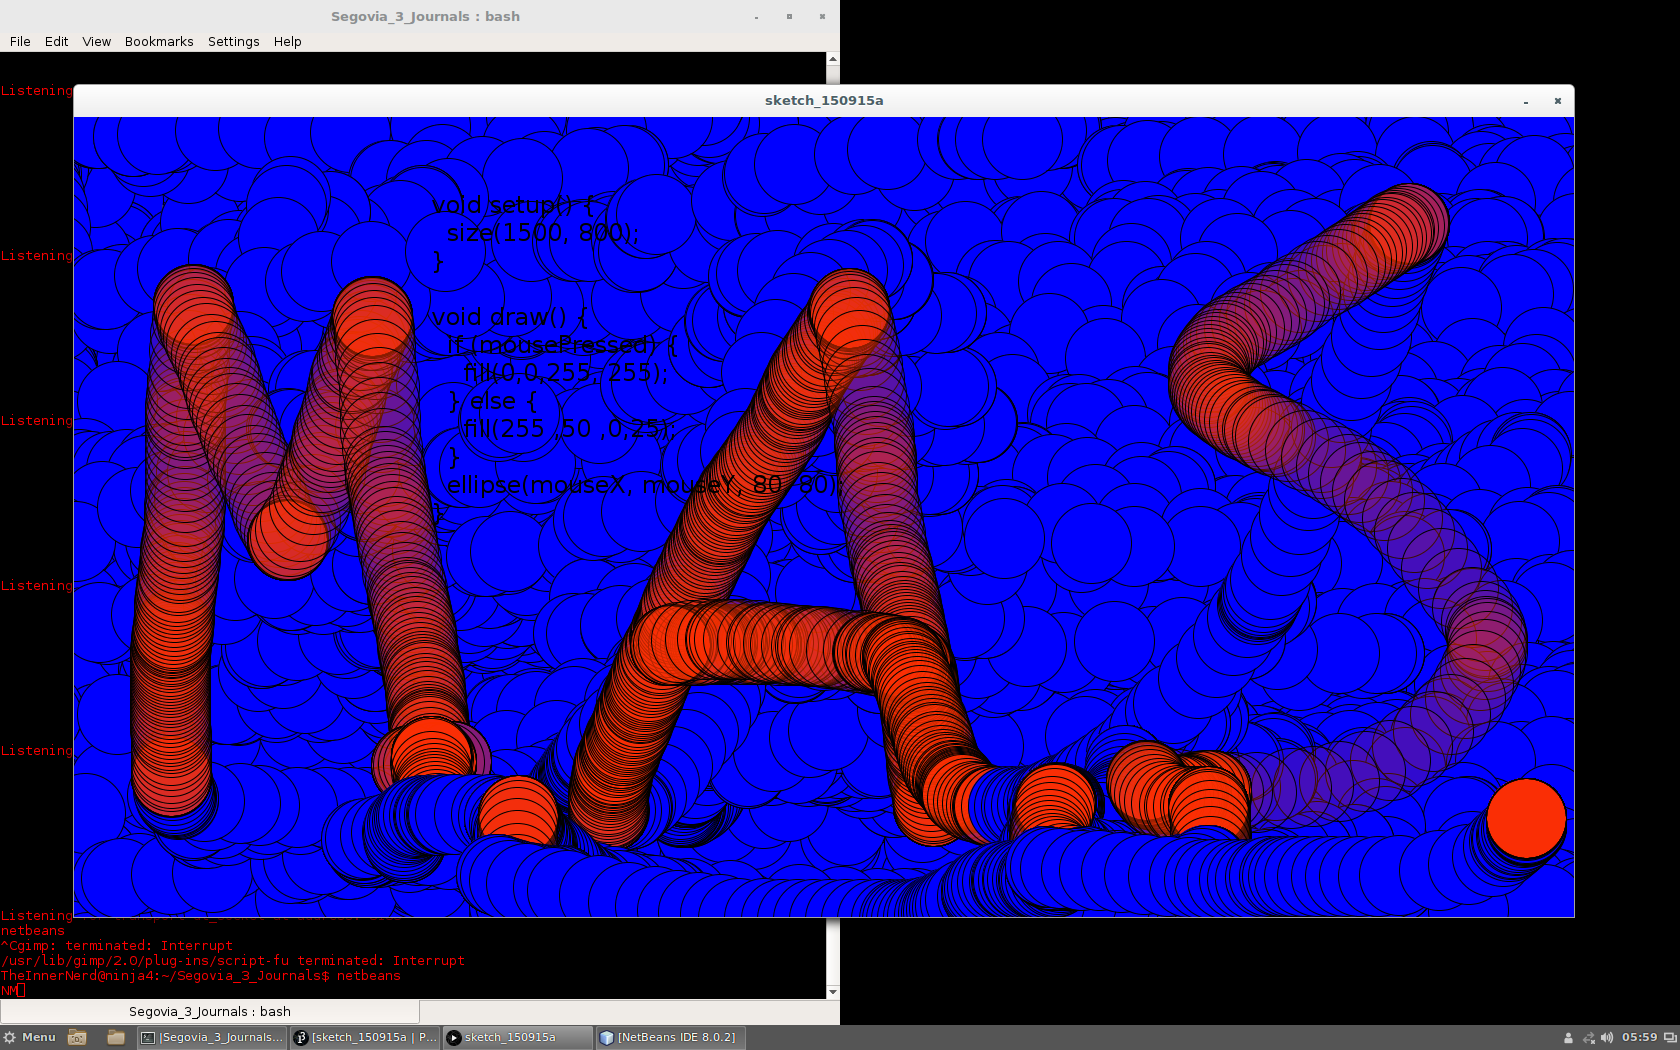 Segovia_3_Journals : bash
File Edit View Bookmarks Settings Help
Listening
sketch_150915a
void setup() {
size(1500, 800);
}
Listening
void draw() {
if (mousePressed) {
fill(0,0,255, 255);
} else {
Listening
fill(255 ,50 ,0,25);
}
ellipse(mouseX, mouseY, 80, 80);
}
MAS
Listening
Listening
Listening
netbeans
^Cgimp: terminated: Interrupt
/usr/lib/gimp/2.0/plug-ins/script-fu terminated: Interrupt
TheInnerNerd@ninja4:~/Segovia_3_Journals$ netbeans
NM
Segovia_3_Journals : bash
Menu |Segovia_3_Journals... [sketch_150915a | P... sketch_150915a [NetBeans IDE 8.0.2] 05:59